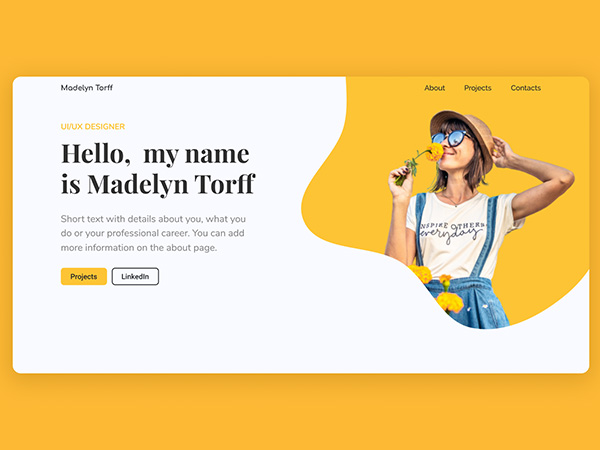 Madelyn Torff
About Projects Contacts
UI/UX DESIGNER
Hello, my name
is Madelyn Torff
Short text with details about you, what you
do or your professional career. You can add
more information on the about page.
Projects LinkedIn
INSPIRE OTHERS
everyday